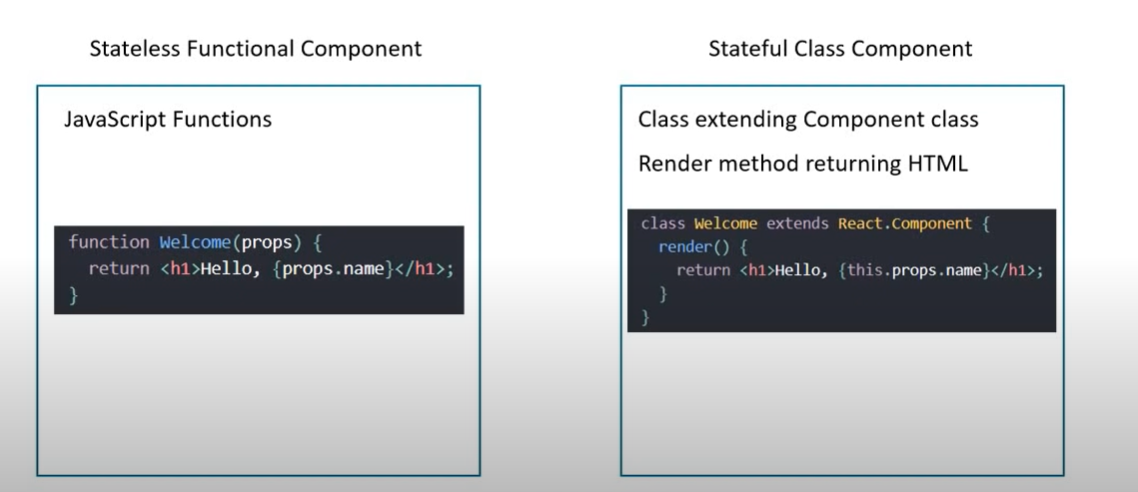 Stateless Functional Component
JavaScript Functions
function Welcome(props) {
  return <h1>Hello, {props.name}</h1>;
}
Stateful Class Component
Class extending Component class
Render method returning HTML
class Welcome extends React.Component {
  render() {
    return <h1>Hello, {this.props.name}</h1>;
  }
}